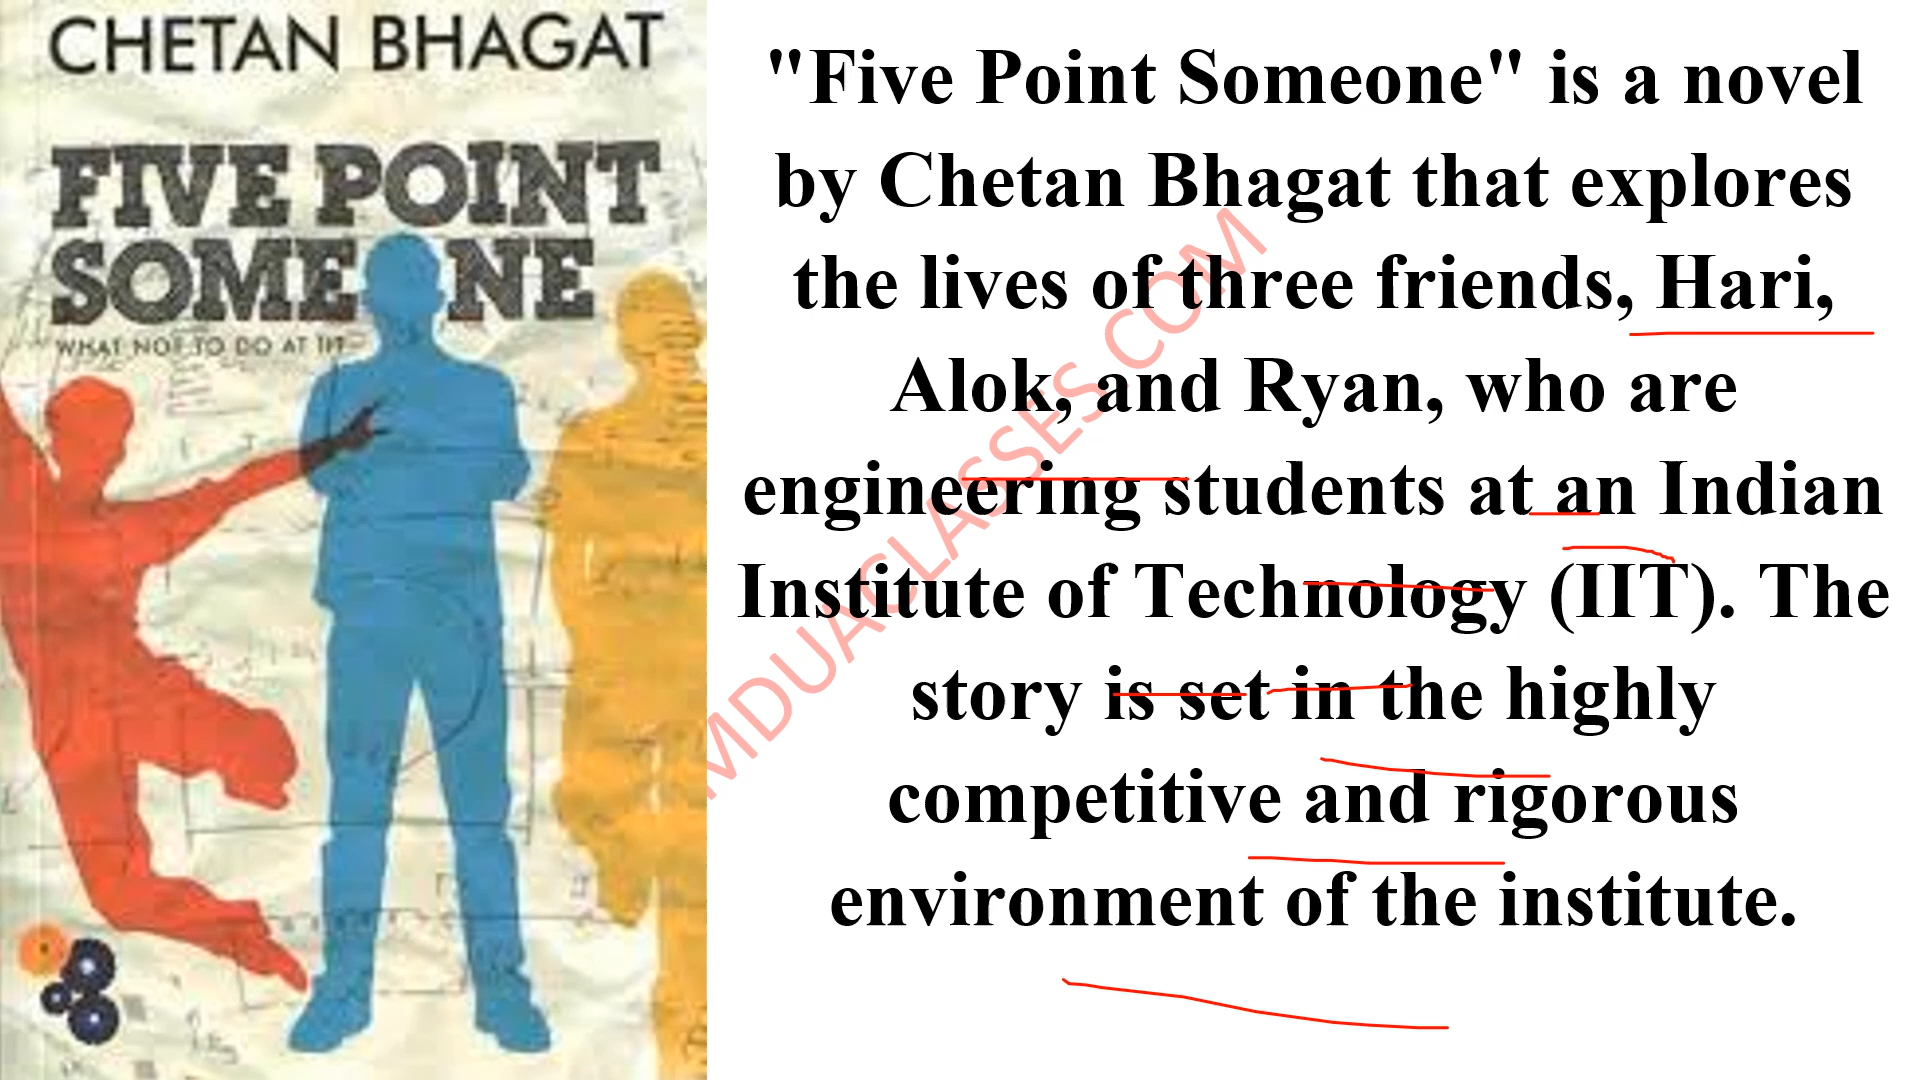 CHETAN BHAGAT
FIVE POINT
SOMEONE
WHAT NOT TO DO AT IIT
"Five Point Someone" is a novel
by Chetan Bhagat that explores
the lives of three friends, Hari,
Alok, and Ryan, who are
engineering students at an Indian
Institute of Technology (IIT). The
story is set in the highly
competitive and rigorous
environment of the institute.
MDUACLASSES.COM